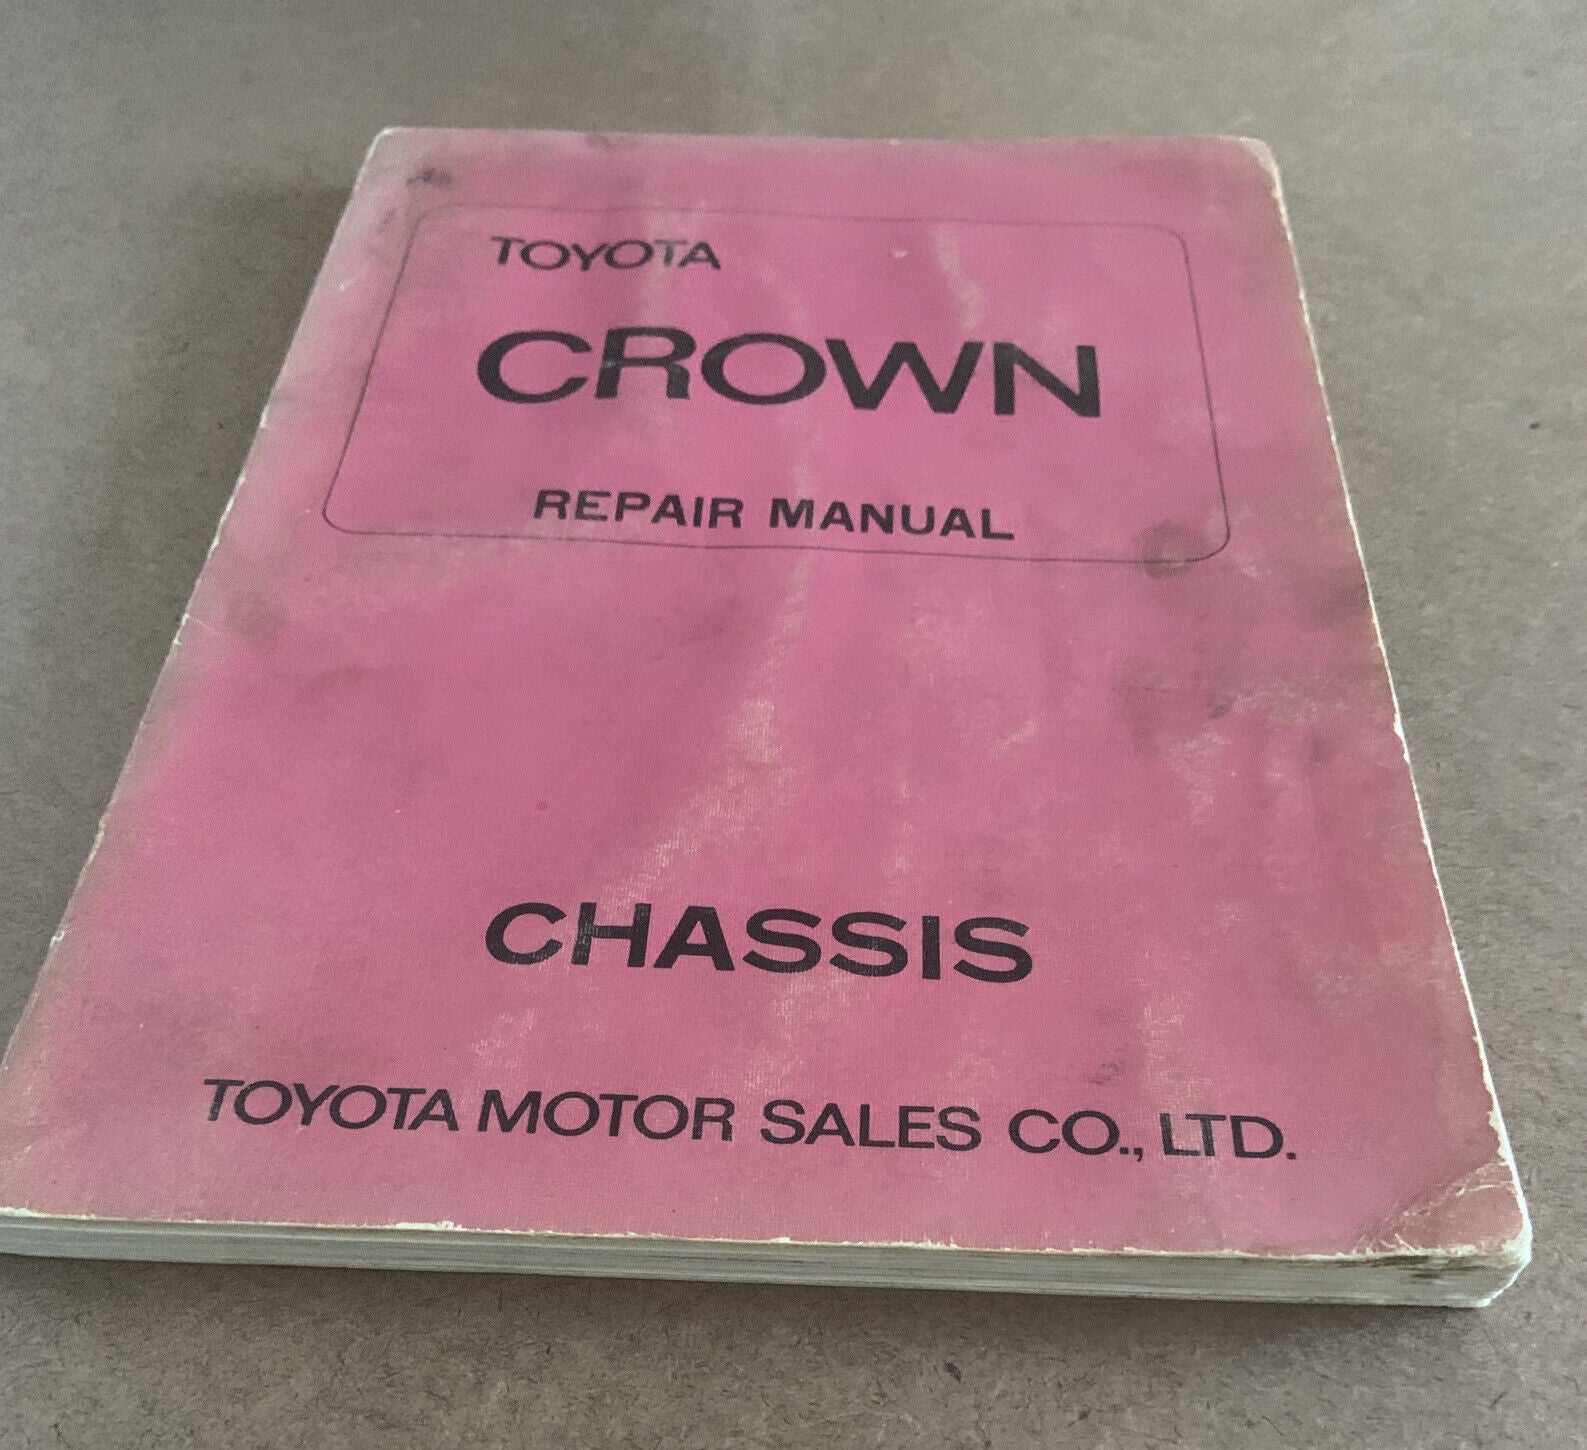 TOYOTA
CROWN
REPAIR MANUAL
CHASSIS
TOYOTA MOTOR SALES CO., LTD.